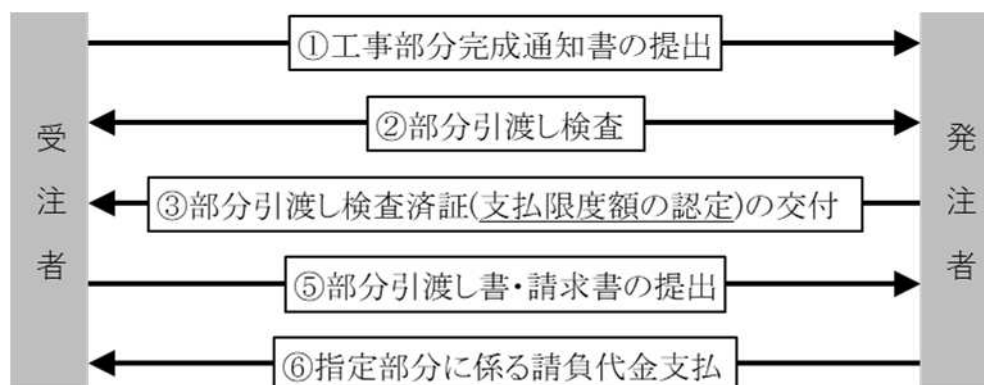 受注者
①工事部分完成通知書の提出
②部分引渡し検査
③部分引渡し検査済証(支払限度額の認定)の交付
⑤部分引渡し書・請求書の提出
⑥指定部分に係る請負代金支払
発注者